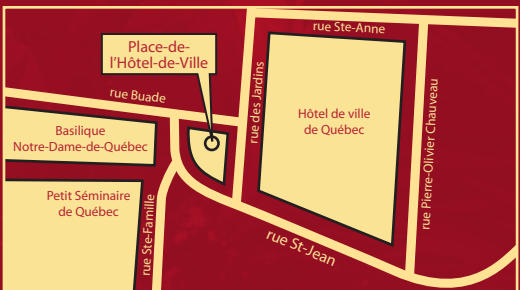 rue Ste-Anne
Place-de-
l'Hôtel-de-Ville
rue des Jardins
rue Pierre-Olivier Chauveau
rue Buade
Hôtel de ville
de Québec
Basilique
Notre-Dame-de-Québec
Petit Séminaire
de Québec
rue Ste-Famille
rue St-Jean